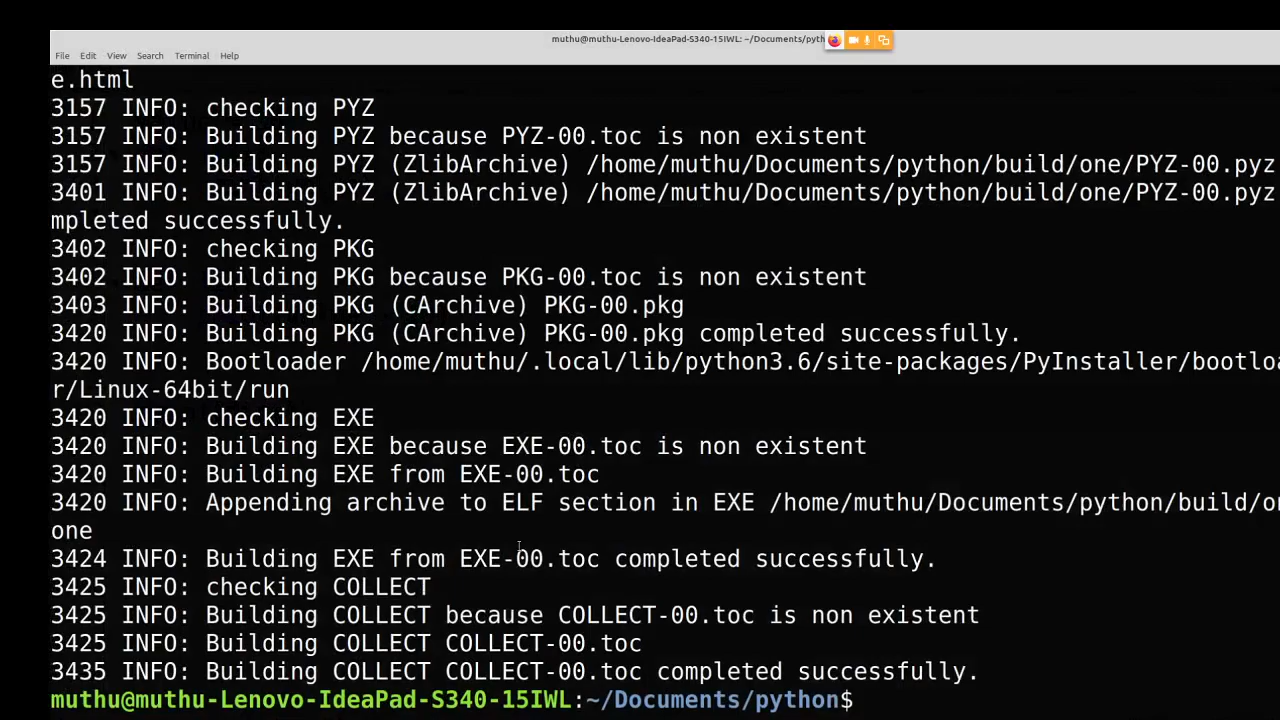 muthu@muthu-Lenovo-IdeaPad-S340-15IWL: ~/Documents/pyth
File Edit View Search Terminal Help
e.html
3157 INFO: checking PYZ
3157 INFO: Building PYZ because PYZ-00.toc is non existent
3157 INFO: Building PYZ (ZlibArchive) /home/muthu/Documents/python/build/one/PYZ-00.pyz
3401 INFO: Building PYZ (ZlibArchive) /home/muthu/Documents/python/build/one/PYZ-00.pyz
mpleted successfully.
3402 INFO: checking PKG
3402 INFO: Building PKG because PKG-00.toc is non existent
3403 INFO: Building PKG (CArchive) PKG-00.pkg
3420 INFO: Building PKG (CArchive) PKG-00.pkg completed successfully.
3420 INFO: Bootloader /home/muthu/.local/lib/python3.6/site-packages/PyInstaller/bootloa
r/Linux-64bit/run
3420 INFO: checking EXE
3420 INFO: Building EXE because EXE-00.toc is non existent
3420 INFO: Building EXE from EXE-00.toc
3420 INFO: Appending archive to ELF section in EXE /home/muthu/Documents/python/build/on
one
3424 INFO: Building EXE from EXE-00.toc completed successfully.
3425 INFO: checking COLLECT
3425 INFO: Building COLLECT because COLLECT-00.toc is non existent
3425 INFO: Building COLLECT COLLECT-00.toc
3435 INFO: Building COLLECT COLLECT-00.toc completed successfully.
muthu@muthu-Lenovo-IdeaPad-S340-15IWL:~/Documents/python$